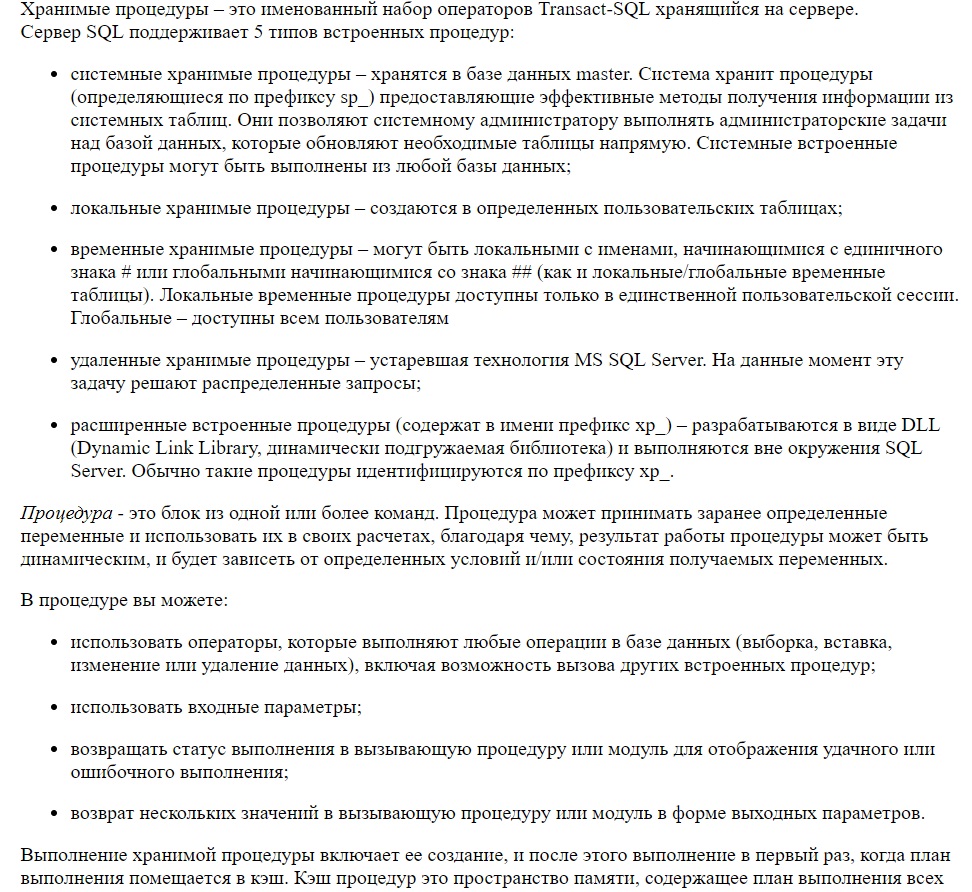 Хранимые процедуры – это именованный набор операторов Transact-SQL хранящийся на сервере.
Сервер SQL поддерживает 5 типов встроенных процедур:
• системные хранимые процедуры – хранятся в базе данных master. Система хранит процедуры
(определяющиеся по префиксу sp_) предоставляющие эффективные методы получения информации из
системных таблиц. Они позволяют системному администратору выполнять администраторские задачи
над базой данных, которые обновляют необходимые таблицы напрямую. Системные встроенные
процедуры могут быть выполнены из любой базы данных;
• локальные хранимые процедуры – создаются в определенных пользовательских таблицах;
• временные хранимые процедуры – могут быть локальными с именами, начинающимися с единичного
знака # или глобальными начинающимися со знака ## (как и локальные/глобальные временные
таблицы). Локальные временные процедуры доступны только в единственной пользовательской сессии.
Глобальные – доступны всем пользователям
• удаленные хранимые процедуры – устаревшая технология MS SQL Server. На данные момент эту
задачу решают распределенные запросы;
• расширенные встроенные процедуры (содержат в имени префикс xp_) – разрабатываются в виде DLL
(Dynamic Link Library, динамически подгружаемая библиотека) и выполняются вне окружения SQL
Server. Обычно такие процедуры идентифицируются по префиксу xp_.
Процедура - это блок из одной или более команд. Процедура может принимать заранее определенные
переменные и использовать их в своих расчетах, благодаря чему, результат работы процедуры может быть
динамическим, и будет зависеть от определенных условий и/или состояния получаемых переменных.
В процедуре вы можете:
• использовать операторы, которые выполняют любые операции в базе данных (выборка, вставка,
изменение или удаление данных), включая возможность вызова других встроенных процедур;
• использовать входные параметры;
• возвращать статус выполнения в вызывающую процедуру или модуль для отображения удачного или
ошибочного выполнения;
• возврат нескольких значений в вызывающую процедуру или модуль в форме выходных параметров.
Выполнение хранимой процедуры включает ее создание, и после этого выполнение в первый раз, когда план
выполнения помещается в кэш. Кэш процедур это пространство памяти, содержащее план выполнения всех